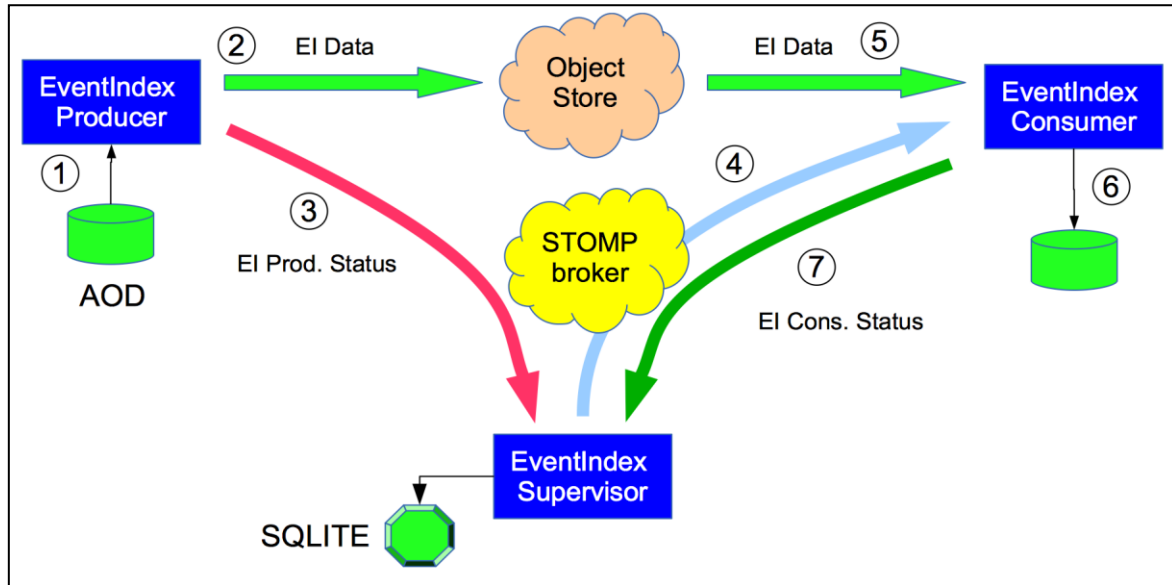 ② EI Data
EI Data ⑤
Object
Store
EventIndex
Producer
EventIndex
Consumer
①
③
④
⑥
STOMP
broker
EI Prod. Status
⑦
AOD
EI Cons. Status
EventIndex
Supervisor
SQLITE